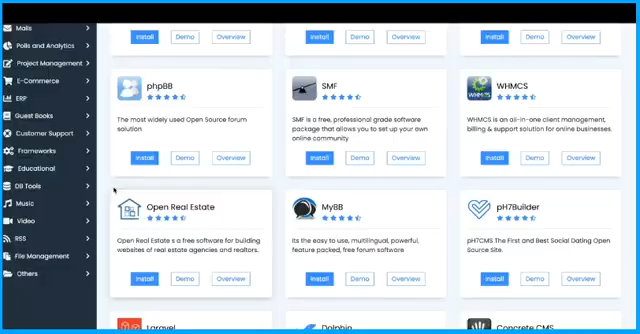 Mails
Polls and Analytics
Project Management
E-Commerce
ERP
Guest Books
Customer Support
Frameworks
Educational
DB Tools
Music
Video
RSS
File Management
Others
Install Demo Overview
Install Demo Overview
Install Demo Overview
phpBB
The most widely used Open Source forum
solution
Install Demo Overview
SMF
SMF is a free, professional grade software
package that allows you to set up your own
online community
Install Demo Overview
WHMCS
WHMCS
WHMCS is an all-in-one client management,
billing & support solution for online businesses.
Install Demo Overview
Open Real Estate
Open Real Estate s a free software for building
websites of real estate agencies and realtors.
Install Demo Overview
MyBB
Its the easy to use, multilingual, powerful,
feature packed, free forum software
Install Demo Overview
pH7Builder
pH7CMS The First and Best Social Dating Open
Source Site.
Install Demo Overview
Laravel
Dolphin
Concrete CMS